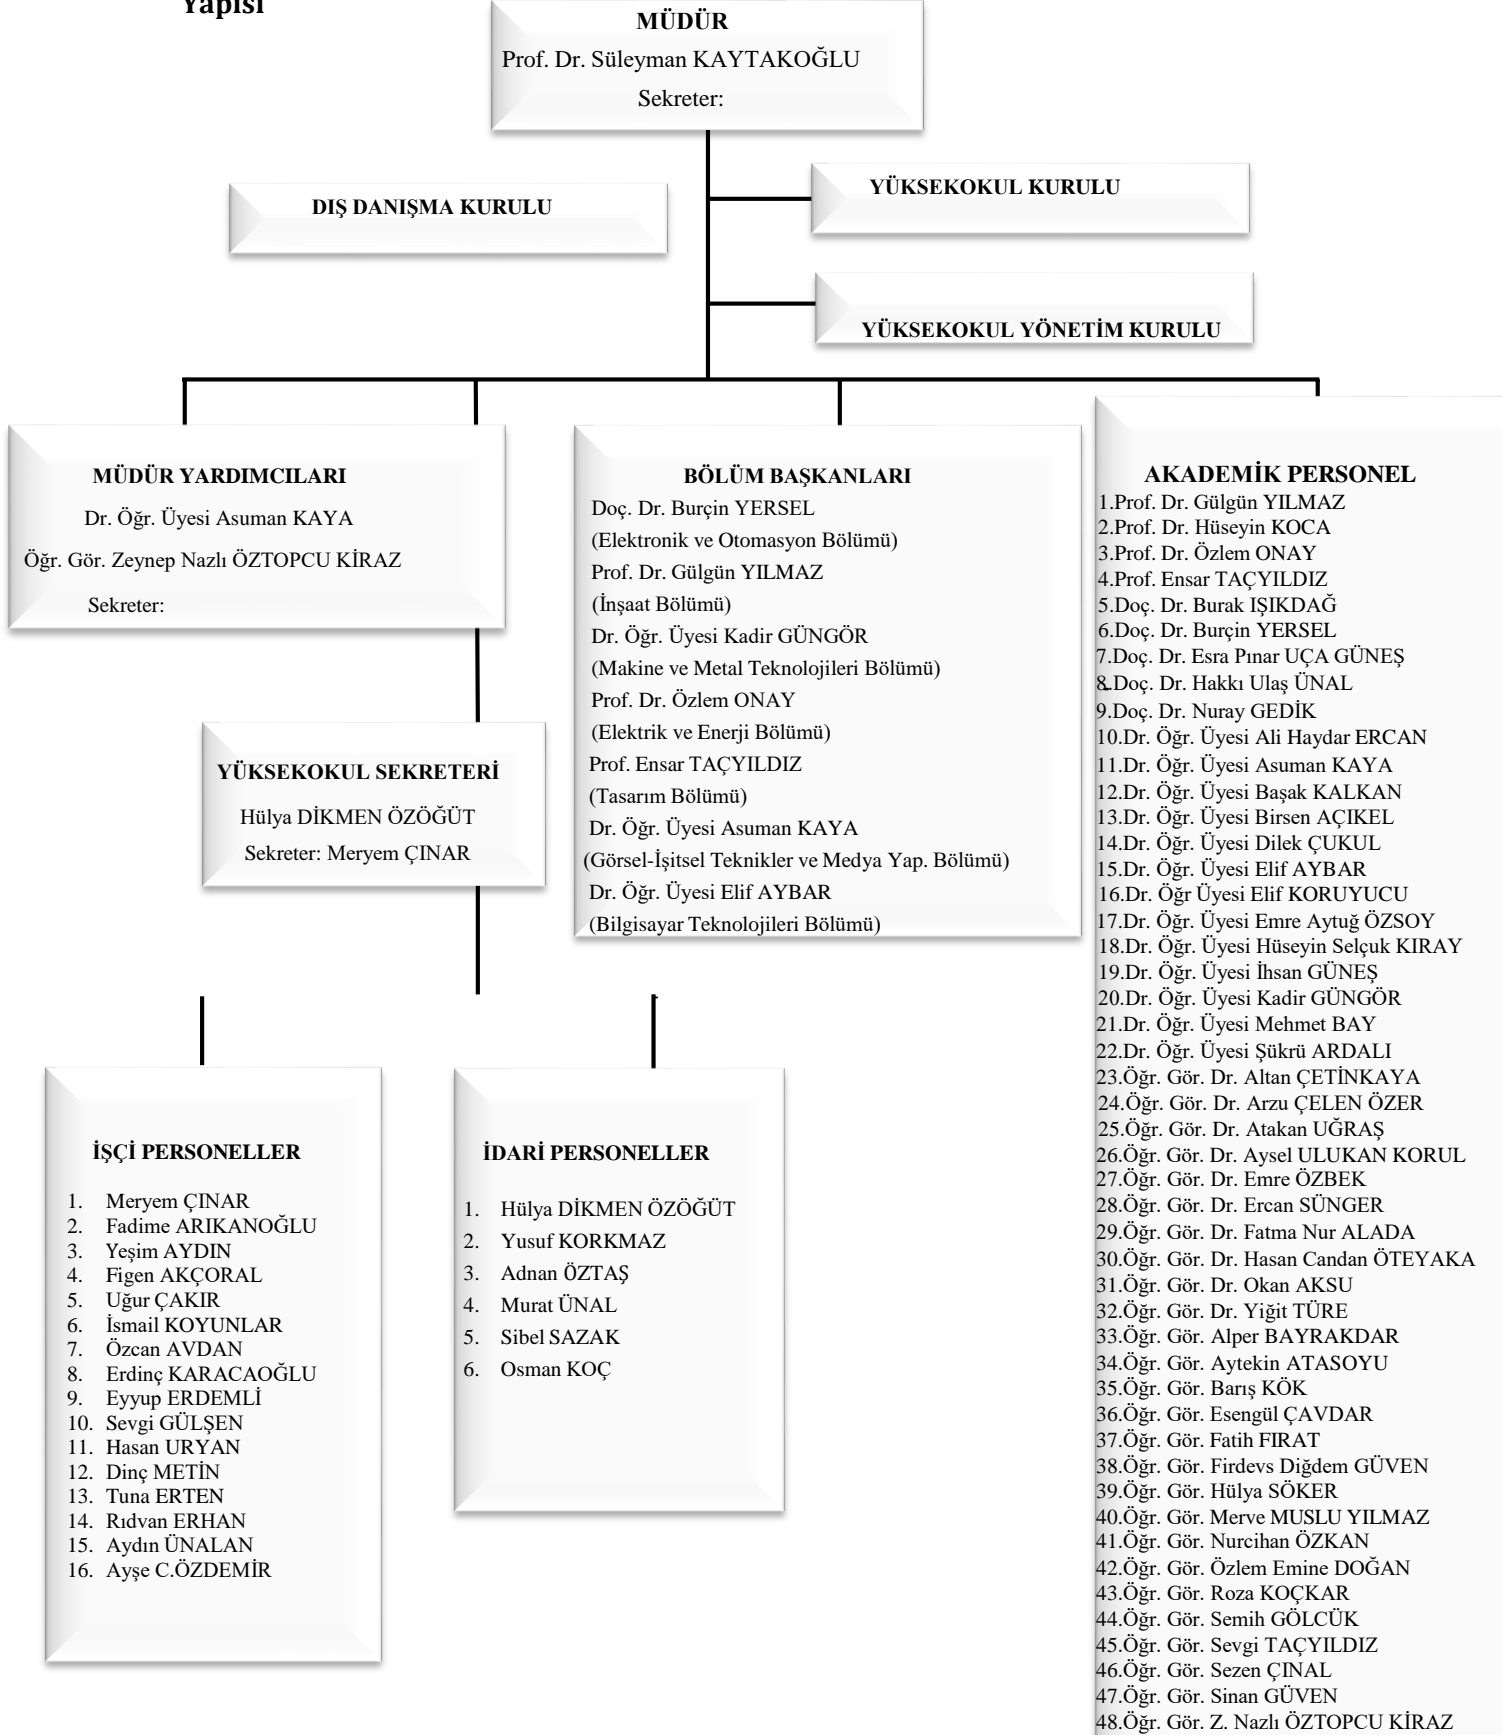 Yapısı
MÜDÜR
Prof. Dr. Süleyman KAYTAKOĞLU
Sekreter:
DIŞ DANIŞMA KURULU
YÜKSEKOKUL KURULU
YÜKSEKOKUL YÖNETİM KURULU
MÜDÜR YARDIMCILARI
Dr. Öğr. Üyesi Asuman KAYA
Öğr. Gör. Zeynep Nazlı ÖZTOPCU KİRAZ
Sekreter:
YÜKSEKOKUL SEKRETERİ
Hülya DİKMEN ÖZÖĞÜT
Sekreter: Meryem ÇINAR
BÖLÜM BAŞKANLARI
Doç. Dr. Burçin YERSEL
(Elektronik ve Otomasyon Bölümü)
Prof. Dr. Gülgün YILMAZ
(İnşaat Bölümü)
Dr. Öğr. Üyesi Kadir GÜNGÖR
(Makine ve Metal Teknolojileri Bölümü)
Prof. Dr. Özlem ONAY
(Elektrik ve Enerji Bölümü)
Prof. Ensar TAÇYILDIZ
(Tasarım Bölümü)
Dr. Öğr. Üyesi Asuman KAYA
(Görsel-İşitsel Teknikler ve Medya Yap. Bölümü)
Dr. Öğr. Üyesi Elif AYBAR
(Bilgisayar Teknolojileri Bölümü)
AKADEMİK PERSONEL
1.Prof. Dr. Gülgün YILMAZ
2.Prof. Dr. Hüseyin KOCA
3.Prof. Dr. Özlem ONAY
4.Prof. Ensar TAÇYILDIZ
5.Doç. Dr. Burak IŞIKDAĞ
6.Doç. Dr. Burçin YERSEL
7.Doç. Dr. Esra Pınar UÇA GÜNEŞ
8.Doç. Dr. Hakkı Ulaş ÜNAL
9.Doç. Dr. Nuray GEDİK
10.Dr. Öğr. Üyesi Ali Haydar ERCAN
11.Dr. Öğr. Üyesi Asuman KAYA
12.Dr. Öğr. Üyesi Başak KALKAN
13.Dr. Öğr. Üyesi Birsen AÇIKEL
14.Dr. Öğr. Üyesi Dilek ÇUKUL
15.Dr. Öğr. Üyesi Elif AYBAR
16.Dr. Öğr Üyesi Elif KORUYUCU
17.Dr. Öğr. Üyesi Emre Aytuğ ÖZSOY
18.Dr. Öğr. Üyesi Hüseyin Selçuk KIRAY
19.Dr. Öğr. Üyesi İhsan GÜNEŞ
20.Dr. Öğr. Üyesi Kadir GÜNGÖR
21.Dr. Öğr. Üyesi Mehmet BAY
22.Dr. Öğr. Üyesi Şükrü ARDALI
23.Öğr. Gör. Dr. Altan ÇETİNKAYA
24.Öğr. Gör. Dr. Arzu ÇELEN ÖZER
25.Öğr. Gör. Dr. Atakan UĞRAŞ
26.Öğr. Gör. Dr. Aysel ULUKAN KORUL
27.Öğr. Gör. Dr. Emre ÖZBEK
28.Öğr. Gör. Dr. Ercan SÜNGER
29.Öğr. Gör. Dr. Fatma Nur ALADA
30.Öğr. Gör. Dr. Hasan Candan ÖTEYAKA
31.Öğr. Gör. Dr. Okan AKSU
32.Öğr. Gör. Dr. Yiğit TÜRE
33.Öğr. Gör. Alper BAYRAKDAR
34.Öğr. Gör. Aytekin ATASOYU
35.Öğr. Gör. Barış KÖK
36.Öğr. Gör. Esengül ÇAVDAR
37.Öğr. Gör. Fatih FIRAT
38.Öğr. Gör. Firdevs Diğdem GÜVEN
39.Öğr. Gör. Hülya SÖKER
40.Öğr. Gör. Merve MUSLU YILMAZ
41.Öğr. Gör. Nurcihan ÖZKAN
42.Öğr. Gör. Özlem Emine DOĞAN
43.Öğr. Gör. Roza KOÇKAR
44.Öğr. Gör. Semih GÖLCÜK
45.Öğr. Gör. Sevgi TAÇYILDIZ
46.Öğr. Gör. Sezen ÇINAL
47.Öğr. Gör. Sinan GÜVEN
48.Öğr. Gör. Z. Nazlı ÖZTOPCU KİRAZ
İŞÇİ PERSONELLER
1. Meryem ÇINAR
2. Fadime ARIKANOĞLU
3. Yeşim AYDIN
4. Figen AKÇORAL
5. Uğur ÇAKIR
6. İsmail KOYUNLAR
7. Özcan AVDAN
8. Erdinç KARACAOĞLU
9. Eyyup ERDEMLİ
10. Sevgi GÜLŞEN
11. Hasan URYAN
12. Dinç METİN
13. Tuna ERTEN
14. Rıdvan ERHAN
15. Aydın ÜNALAN
16. Ayşe C.ÖZDEMİR
İDARİ PERSONELLER
1. Hülya DİKMEN ÖZÖĞÜT
2. Yusuf KORKMAZ
3. Adnan ÖZTAŞ
4. Murat ÜNAL
5. Sibel SAZAK
6. Osman KOÇ